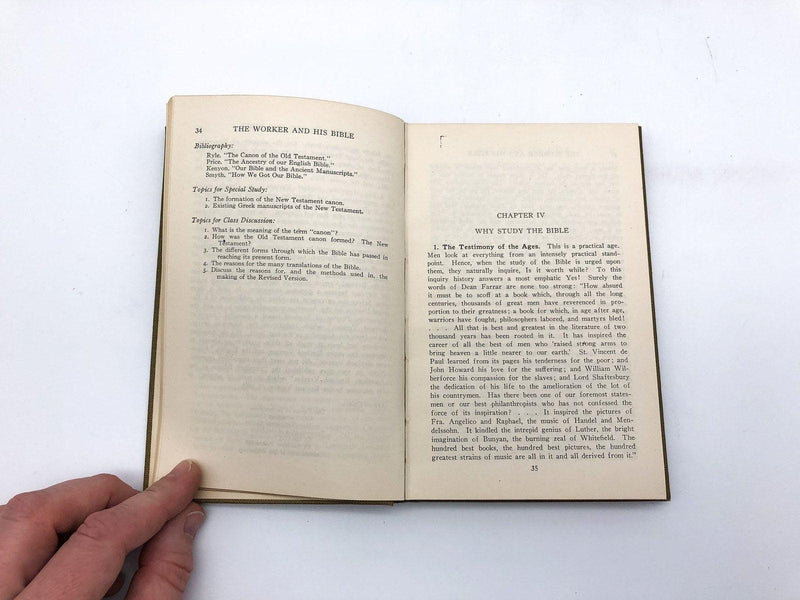 34
THE WORKER AND HIS BIBLE
Bibliography:
Ryle. "The Canon of the Old Testament."
Price. "The Ancestry of our English Bible."
Kenyon. "Our Bible and the Ancient Manuscripts."
Smyth. "How We Got Our Bible."
Topics for Special Study:
1. The formation of the New Testament canon.
2. Existing Greek manuscripts of the New Testament.
Topics for Class Discussion:
1. What is the meaning of the term "canon"?
2. How was the Old Testament canon formed? The New
Testament?
3. The different forms through which the Bible has passed in
reaching its present form.
4. The reasons for the many translations of the Bible.
5. Discuss the reasons for, and the methods used in, the
making of the Revised Version.
CHAPTER IV
WHY STUDY THE BIBLE
1. The Testimony of the Ages. This is a practical age.
Men look at everything from an intensely practical stand-
point. Hence, when the study of the Bible is urged upon
them, they naturally inquire, Is it worth while? To this
inquiry history answers a most emphatic Yes! Surely the
words of Dean Farrar are none too strong: "How absurd
it must be to scoff at a book which, through all the long
centuries, thousands of great men have reverenced in pro-
portion to their greatness; a book for which, in age after age,
warriors have fought, philosophers labored, and martyrs bled!
. . . . All that is best and greatest in the literature of two
thousand years has been rooted in it. It has inspired the
career of all the best of men who 'raised strong arms to
bring heaven a little nearer to our earth.' St. Vincent de
Paul learned from its pages his tenderness for the poor; and
John Howard his love for the suffering; and William Wil-
berforce his compassion for the slaves; and Lord Shaftesbury
the dedication of his life to the amelioration of the lot of
his countrymen. Has there been one of our foremost states-
men or our best philanthropists who has not confessed the
force of its inspiration? . . . . It inspired the pictures of
Fra. Angelico and Raphael, the music of Handel and Men-
delssohn. It kindled the intrepid genius of Luther, the bright
imagination of Bunyan, the burning zeal of Whitefield. The
hundred best books, the hundred best pictures, the hundred
greatest strains of music are all in it and all derived from it."
35